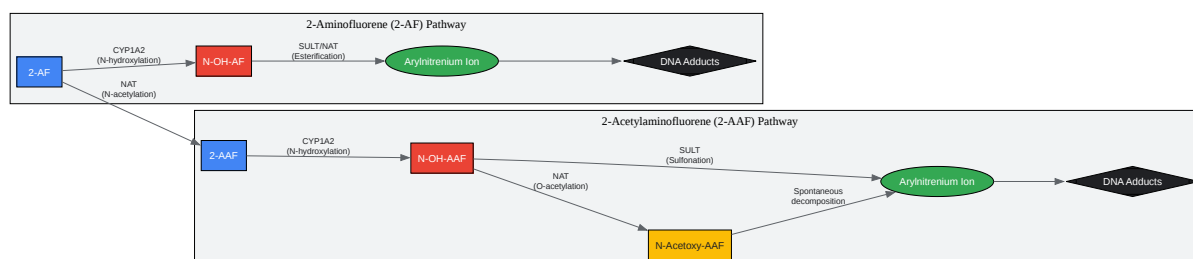 2-Aminofluorene (2-AF) Pathway
2-AF
CYP1A2
(N-hydroxylation)
N-OH-AF
SULT/NAT
(Esterification)
Arylnitrenium Ion
DNA Adducts
NAT
(N-acetylation)
2-Acetylaminofluorene (2-AAF) Pathway
2-AAF
CYP1A2
(N-hydroxylation)
N-OH-AAF
SULT
(Sulfonation)
NAT
(O-acetylation)
N-Acetoxy-AAF
Spontaneous
decomposition
Arylnitrenium Ion
DNA Adducts